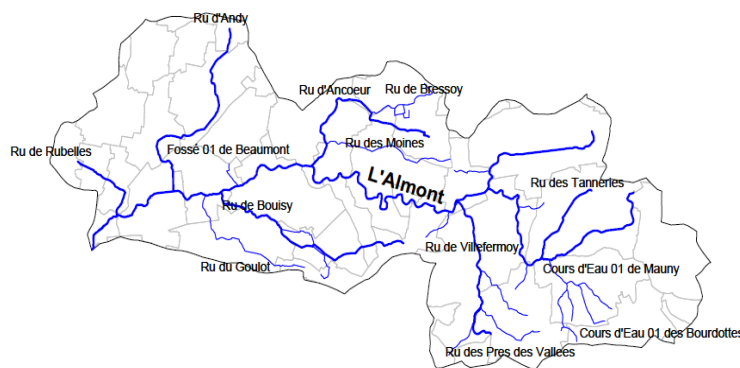 Ru d'Andy
Ru d'Ancoeur
Ru de Bressoy
Ru de Rubelles
Fossé 01 de Beaumont
Ru des Moines
L'Almont
Ru des Tanneries
Ru de Bouisy
Ru de Villefermoy
Ru du Goulot
Cours d'Eau 01 de Mauny
Cours d'Eau 01 des Bourdottes
Ru des Pres des Vallees